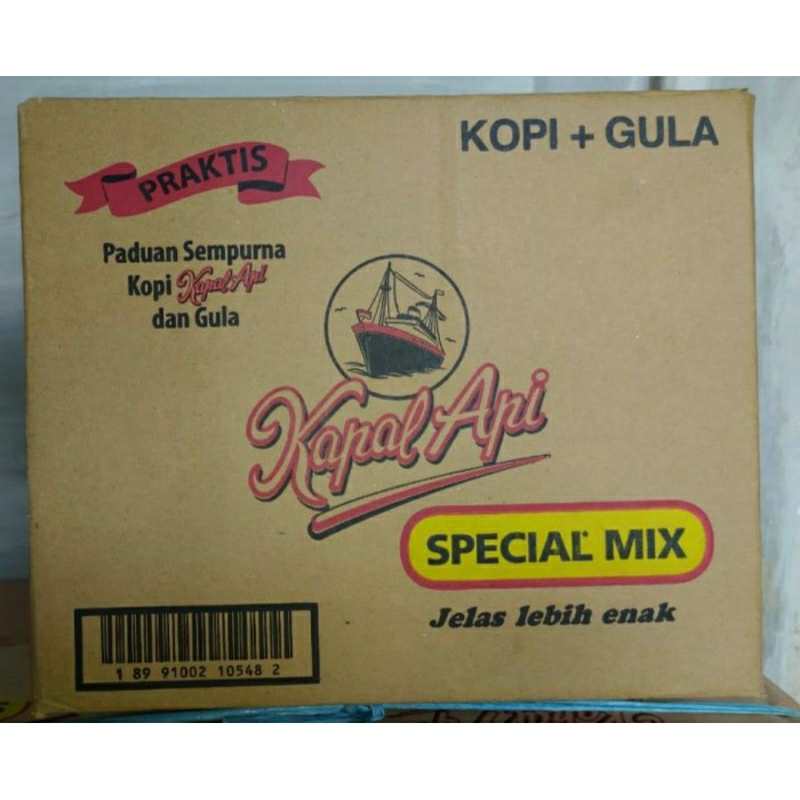 KOPI + GULA
PRAKTIS
Paduan Sempurna
Kopi Kapal Api
dan Gula
Kapal Api
SPECIAL MIX
Jelas lebih enak
1 89 91002 10548 2